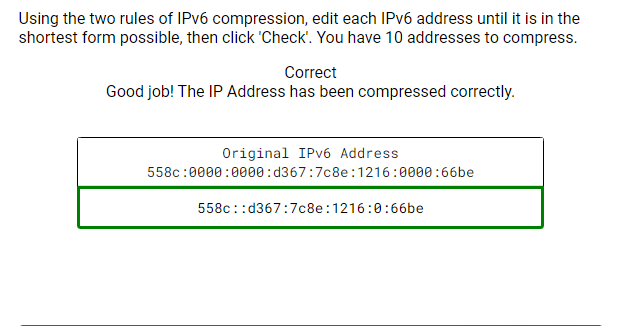 Using the two rules of IPv6 compression, edit each IPv6 address until it is in the
shortest form possible, then click 'Check'. You have 10 addresses to compress.
Correct
Good job! The IP Address has been compressed correctly.
Original IPv6 Address
558c:0000:0000:d367:7c8e:1216:0000:66be
558c::d367:7c8e:1216:0:66be